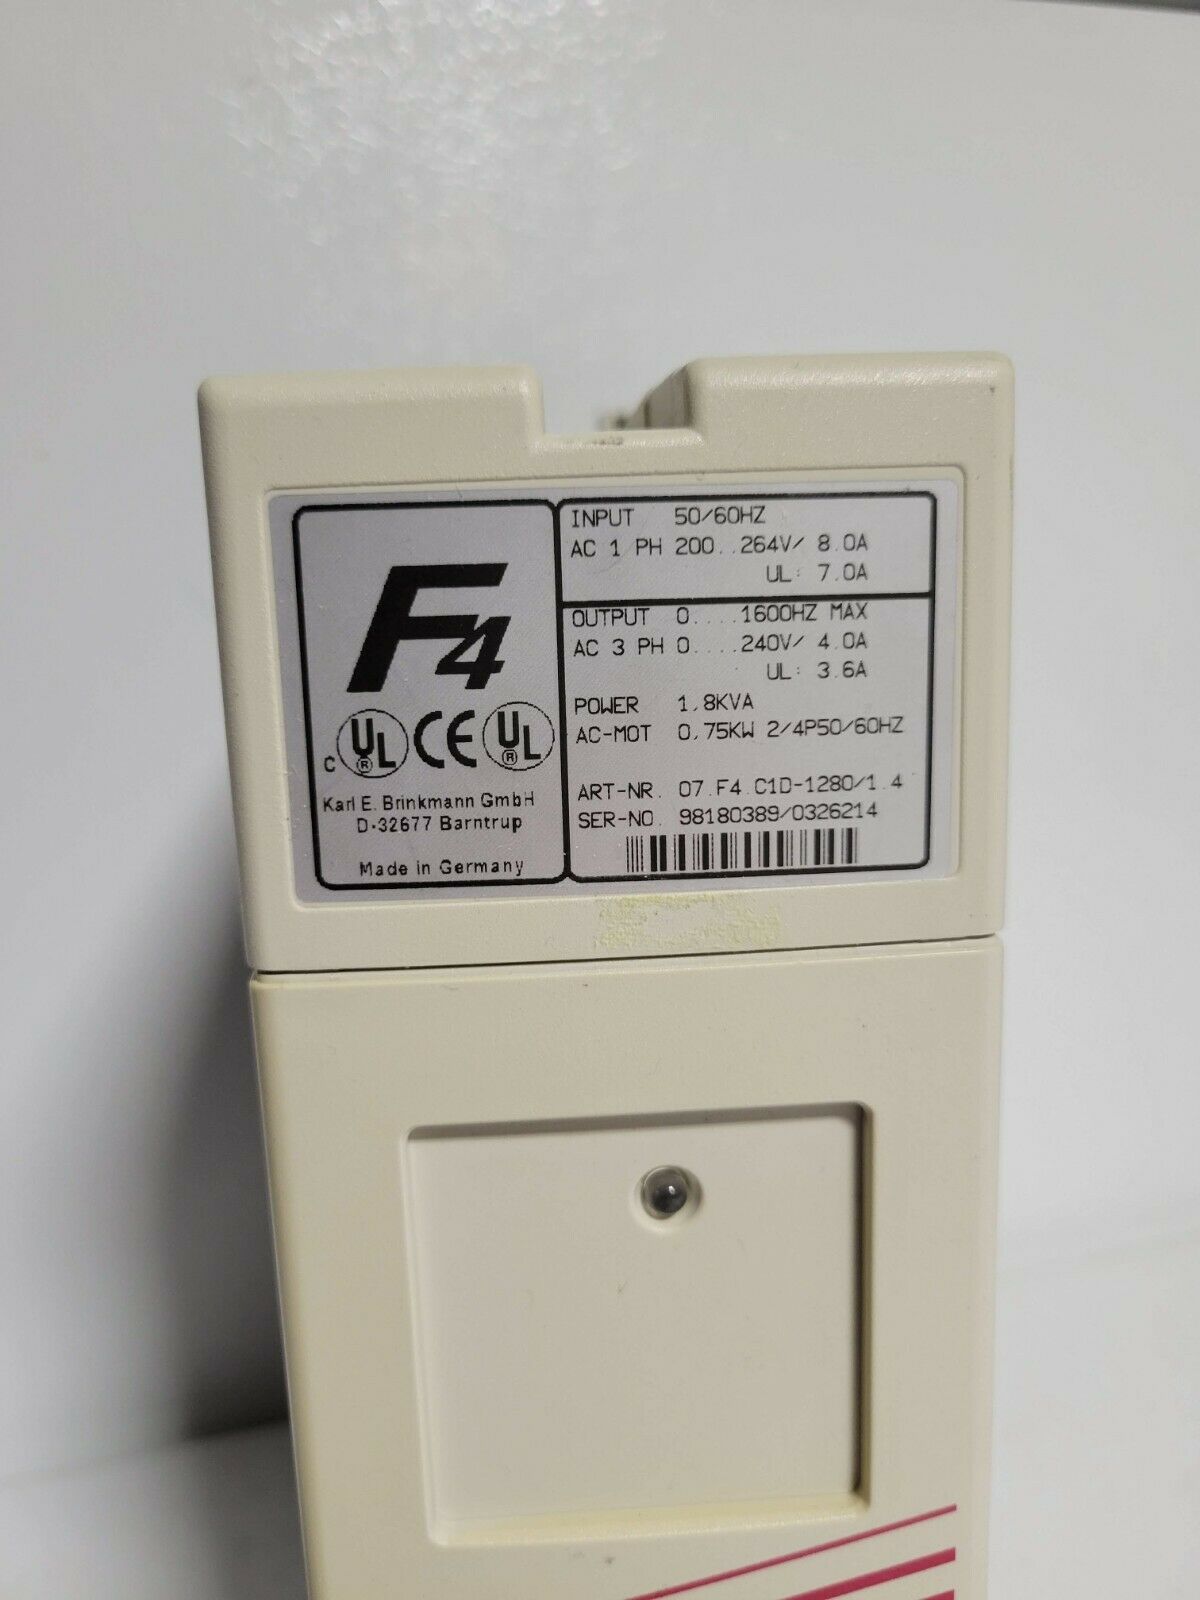 F4
c UL ® CE UL ®
Karl E. Brinkmann GmbH
D-32677 Barntrup
Made in Germany
INPUT 50/60HZ
AC 1 PH 200..264V/ 8.0A
UL: 7.0A
OUTPUT 0....1600HZ MAX
AC 3 PH 0....240V/ 4.0A
UL: 3.6A
POWER 1,8KVA
AC-MOT 0,75KW 2/4P50/60HZ
ART-NR. 07.F4.C1D-1280/1.4
SER-NO. 98180389/0326214